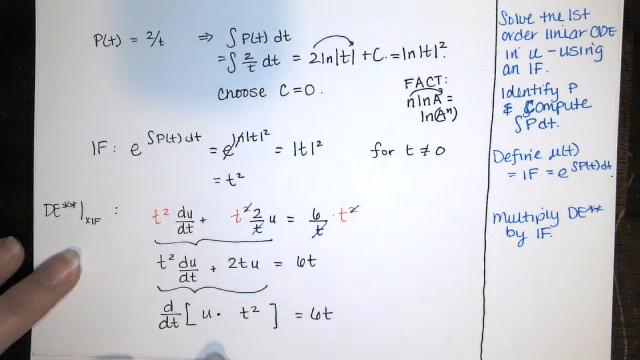 P(t) = 2/t ⇒ ∫ P(t) dt
= ∫ 2/t dt = 2 ln|t| + C = ln|t|².
choose C=0.
FACT:
n ln A =
ln(Aⁿ)
IF: e^∫P(t)dt = e^ln|t|² = |t|² for t ≠ 0
= t²
DE**|×IF : t² du/dt + t² 2/t u = 6/t · t²
t² du/dt + 2tu = 6t
d/dt [ u · t² ] = 6t
Solve the 1st
order linear ODE
in u - using
an IF.
Identify P
& Compute
∫Pdt.
Define μ(t)
= IF = e^∫P(t)dt.
Multiply DE**
by IF.